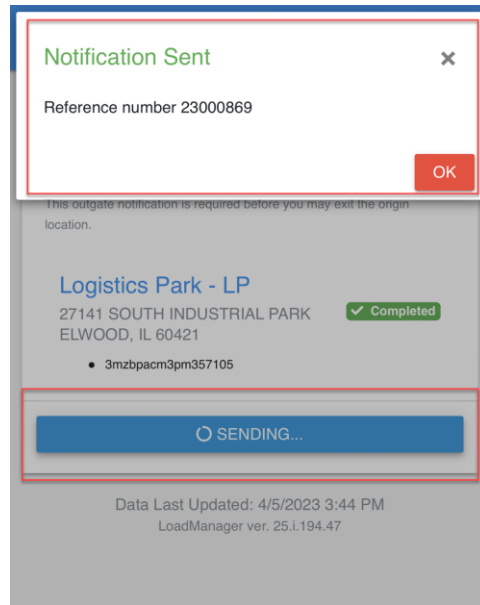 Notification Sent ×
Reference number 23000869
OK
This outgate notification is required before you may exit the origin
location.
Logistics Park - LP
27141 SOUTH INDUSTRIAL PARK
✓ Completed
ELWOOD, IL 60421
• 3mzbpacm3pm357105
SENDING...
Data Last Updated: 4/5/2023 3:44 PM
LoadManager ver. 25.i.194.47